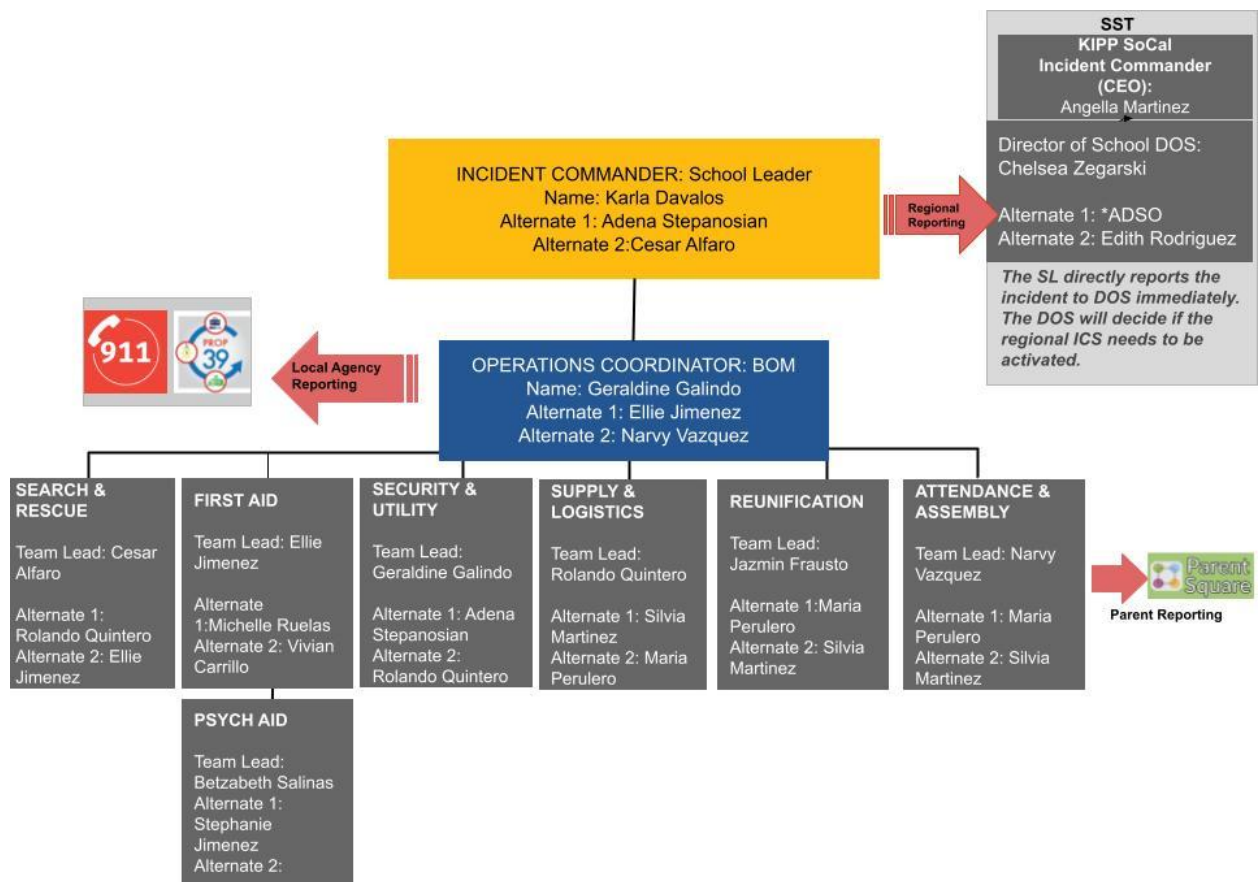 SST
KIPP SoCal
Incident Commander
(CEO):
Angella Martinez
Director of School DOS:
Chelsea Zegarski
Alternate 1: *ADSO
Alternate 2: Edith Rodriguez
The SL directly reports the
incident to DOS immediately.
The DOS will decide if the
regional ICS needs to be
activated.
INCIDENT COMMANDER: School Leader
Name: Karla Davalos
Alternate 1: Adena Stepanosian
Alternate 2:Cesar Alfaro
Regional
Reporting
911
PROP
39
Local Agency
Reporting
OPERATIONS COORDINATOR: BOM
Name: Geraldine Galindo
Alternate 1: Ellie Jimenez
Alternate 2: Narvy Vazquez
SEARCH &
RESCUE
Team Lead: Cesar
Alfaro
Alternate 1:
Rolando Quintero
Alternate 2: Ellie
Jimenez
FIRST AID
Team Lead: Ellie
Jimenez
Alternate
1:Michelle Ruelas
Alternate 2: Vivian
Carrillo
SECURITY &
UTILITY
Team Lead:
Geraldine Galindo
Alternate 1: Adena
Stepanosian
Alternate 2:
Rolando Quintero
SUPPLY &
LOGISTICS
Team Lead:
Rolando Quintero
Alternate 1: Silvia
Martinez
Alternate 2: Maria
Perulero
REUNIFICATION
Team Lead:
Jazmin Frausto
Alternate 1:Maria
Perulero
Alternate 2: Silvia
Martinez
ATTENDANCE &
ASSEMBLY
Team Lead: Narvy
Vazquez
Alternate 1: Maria
Perulero
Alternate 2: Silvia
Martinez
Parent
Square
Parent Reporting
PSYCH AID
Team Lead:
Betzabeth Salinas
Alternate 1:
Stephanie
Jimenez
Alternate 2: